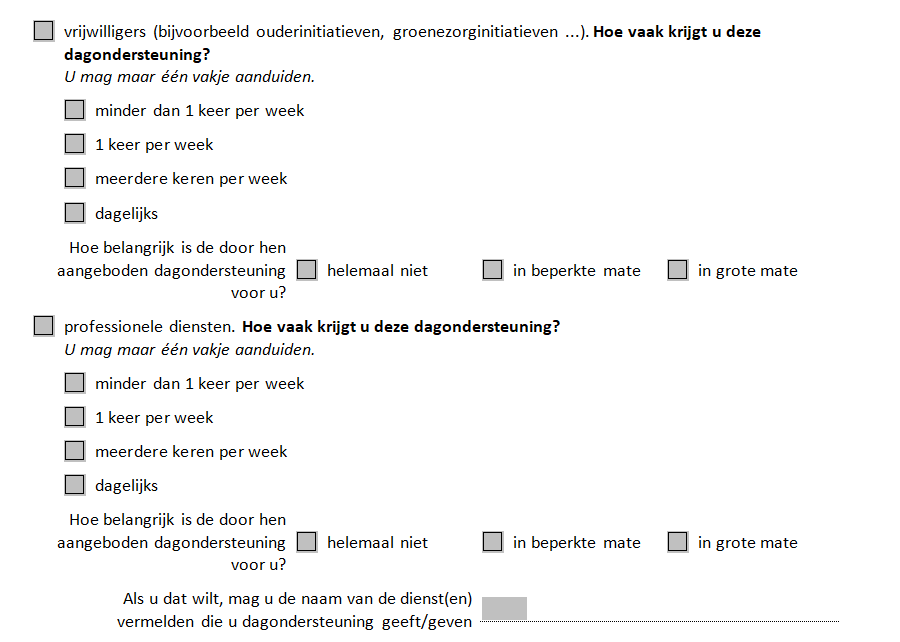 vrijwilligers (bijvoorbeeld ouderinitiatieven, groenezorginitiatieven ...). Hoe vaak krijgt u deze
dagondersteuning?
U mag maar één vakje aanduiden.
minder dan 1 keer per week
1 keer per week
meerdere keren per week
dagelijks
Hoe belangrijk is de door hen
aangeboden dagondersteuning
voor u?
helemaal niet
in beperkte mate
in grote mate
professionele diensten. Hoe vaak krijgt u deze dagondersteuning?
U mag maar één vakje aanduiden.
minder dan 1 keer per week
1 keer per week
meerdere keren per week
dagelijks
Hoe belangrijk is de door hen
aangeboden dagondersteuning
voor u?
helemaal niet
in beperkte mate
in grote mate
Als u dat wilt, mag u de naam van de dienst(en)
vermelden die u dagondersteuning geeft/geven